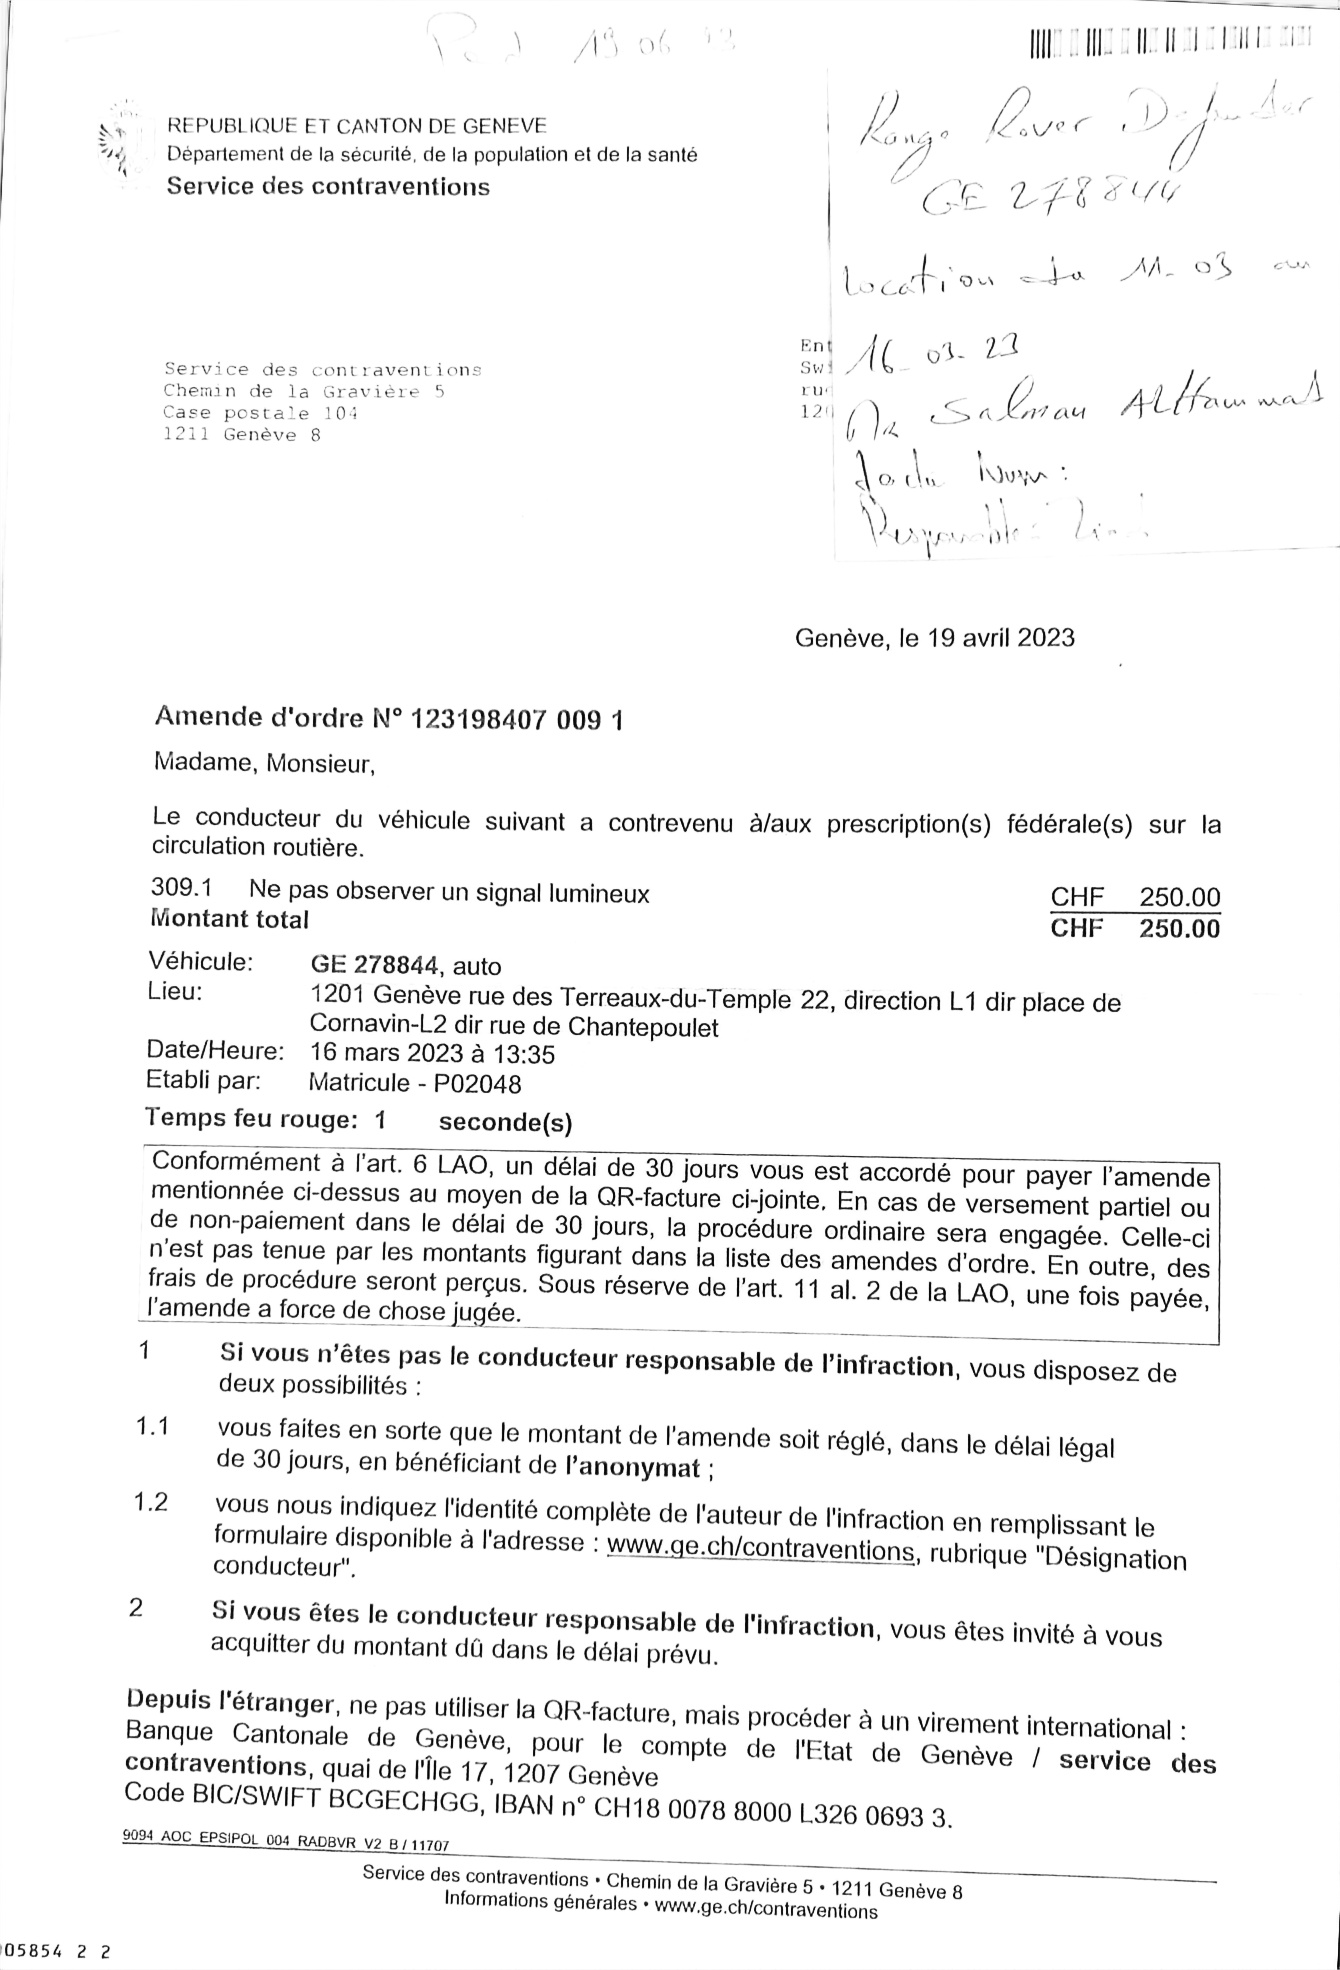 19 06
REPUBLIQUE ET CANTON DE GENEVE
Département de la sécurité, de la population et de la santé
Service des contraventions
Range Rover Defender
GE 278844
Location du 11-03 au
16-03-23
Mr Salman AlHammad
Responsable:
Service des contraventions
Chemin de la Gravière 5
Case postale 104
1211 Genève 8
Ent
Sw
ru
12
Genève, le 19 avril 2023
Amende d'ordre N° 123198407 009 1
Madame, Monsieur,
Le conducteur du véhicule suivant a contrevenu à/aux prescription(s) fédérale(s) sur la
circulation routière.
309.1 Ne pas observer un signal lumineux CHF 250.00
Montant total CHF 250.00
Véhicule: GE 278844, auto
Lieu: 1201 Genève rue des Terreaux-du-Temple 22, direction L1 dir place de
Cornavin-L2 dir rue de Chantepoulet
Date/Heure: 16 mars 2023 à 13:35
Etabli par: Matricule - P02048
Temps feu rouge: 1 seconde(s)
Conformément à l'art. 6 LAO, un délai de 30 jours vous est accordé pour payer l'amende
mentionnée ci-dessus au moyen de la QR-facture ci-jointe. En cas de versement partiel ou
de non-paiement dans le délai de 30 jours, la procédure ordinaire sera engagée. Celle-ci
n'est pas tenue par les montants figurant dans la liste des amendes d'ordre. En outre, des
frais de procédure seront perçus. Sous réserve de l'art. 11 al. 2 de la LAO, une fois payée,
l'amende a force de chose jugée.
1 Si vous n'êtes pas le conducteur responsable de l'infraction, vous disposez de
deux possibilités :
1.1 vous faites en sorte que le montant de l'amende soit réglé, dans le délai légal
de 30 jours, en bénéficiant de l'anonymat ;
1.2 vous nous indiquez l'identité complète de l'auteur de l'infraction en remplissant le
formulaire disponible à l'adresse : www.ge.ch/contraventions, rubrique "Désignation
conducteur".
2 Si vous êtes le conducteur responsable de l'infraction, vous êtes invité à vous
acquitter du montant dû dans le délai prévu.
Depuis l'étranger, ne pas utiliser la QR-facture, mais procéder à un virement international :
Banque Cantonale de Genève, pour le compte de l'Etat de Genève / service des
contraventions, quai de l'Île 17, 1207 Genève
Code BIC/SWIFT BCGECHGG, IBAN n° CH18 0078 8000 L326 0693 3.
9094 AOC EPSIPOL 004 RADBVR V2 B / 11707
Service des contraventions • Chemin de la Gravière 5 • 1211 Genève 8
Informations générales • www.ge.ch/contraventions
05854 2 2